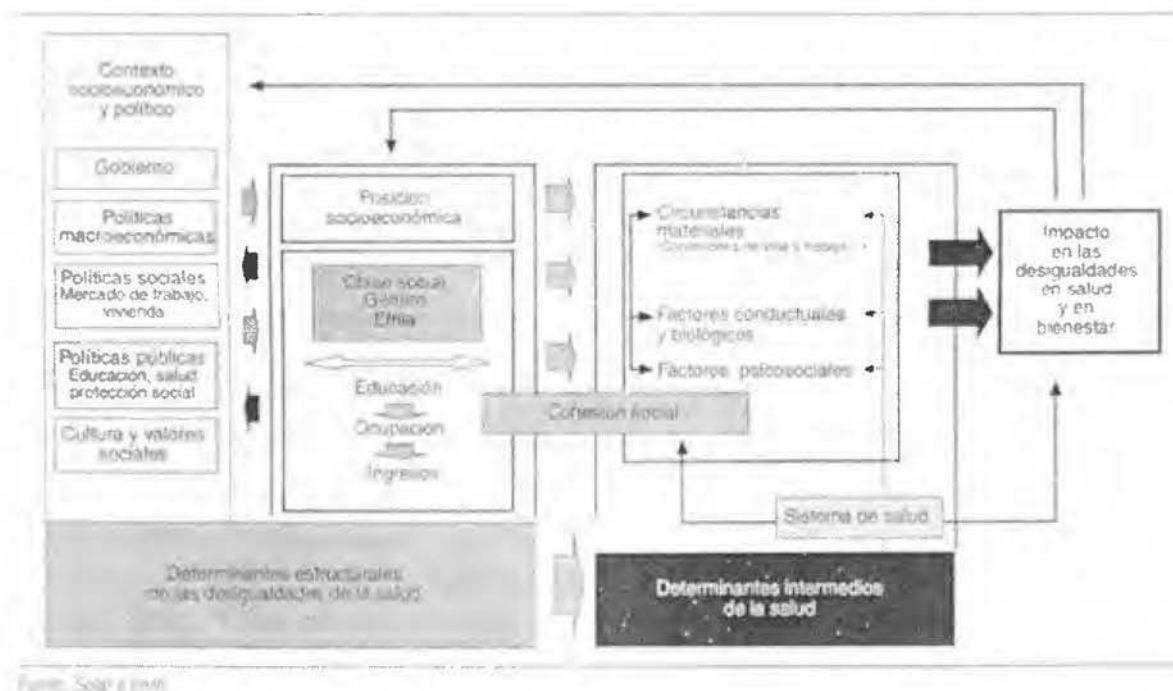 Contexto
socioeconómico
y político
Gobierno
Políticas
macroeconómicas
Políticas sociales
Mercado de trabajo,
vivienda
Políticas públicas
Educación, salud
protección social
Cultura y valores
sociales
Posición
socioeconómica
Clase social
Género
Etnia
Educación
Ocupación
Ingresos
Cohesión social
Circunstancias
materiales
Factores conductuales
y biológicos
Factores psicosociales
Sistema de salud
Impacto
en las
desigualdades
en salud
y en
bienestar
Determinantes estructurales
de las desigualdades de la salud
Determinantes intermedios
de la salud
Fuente: